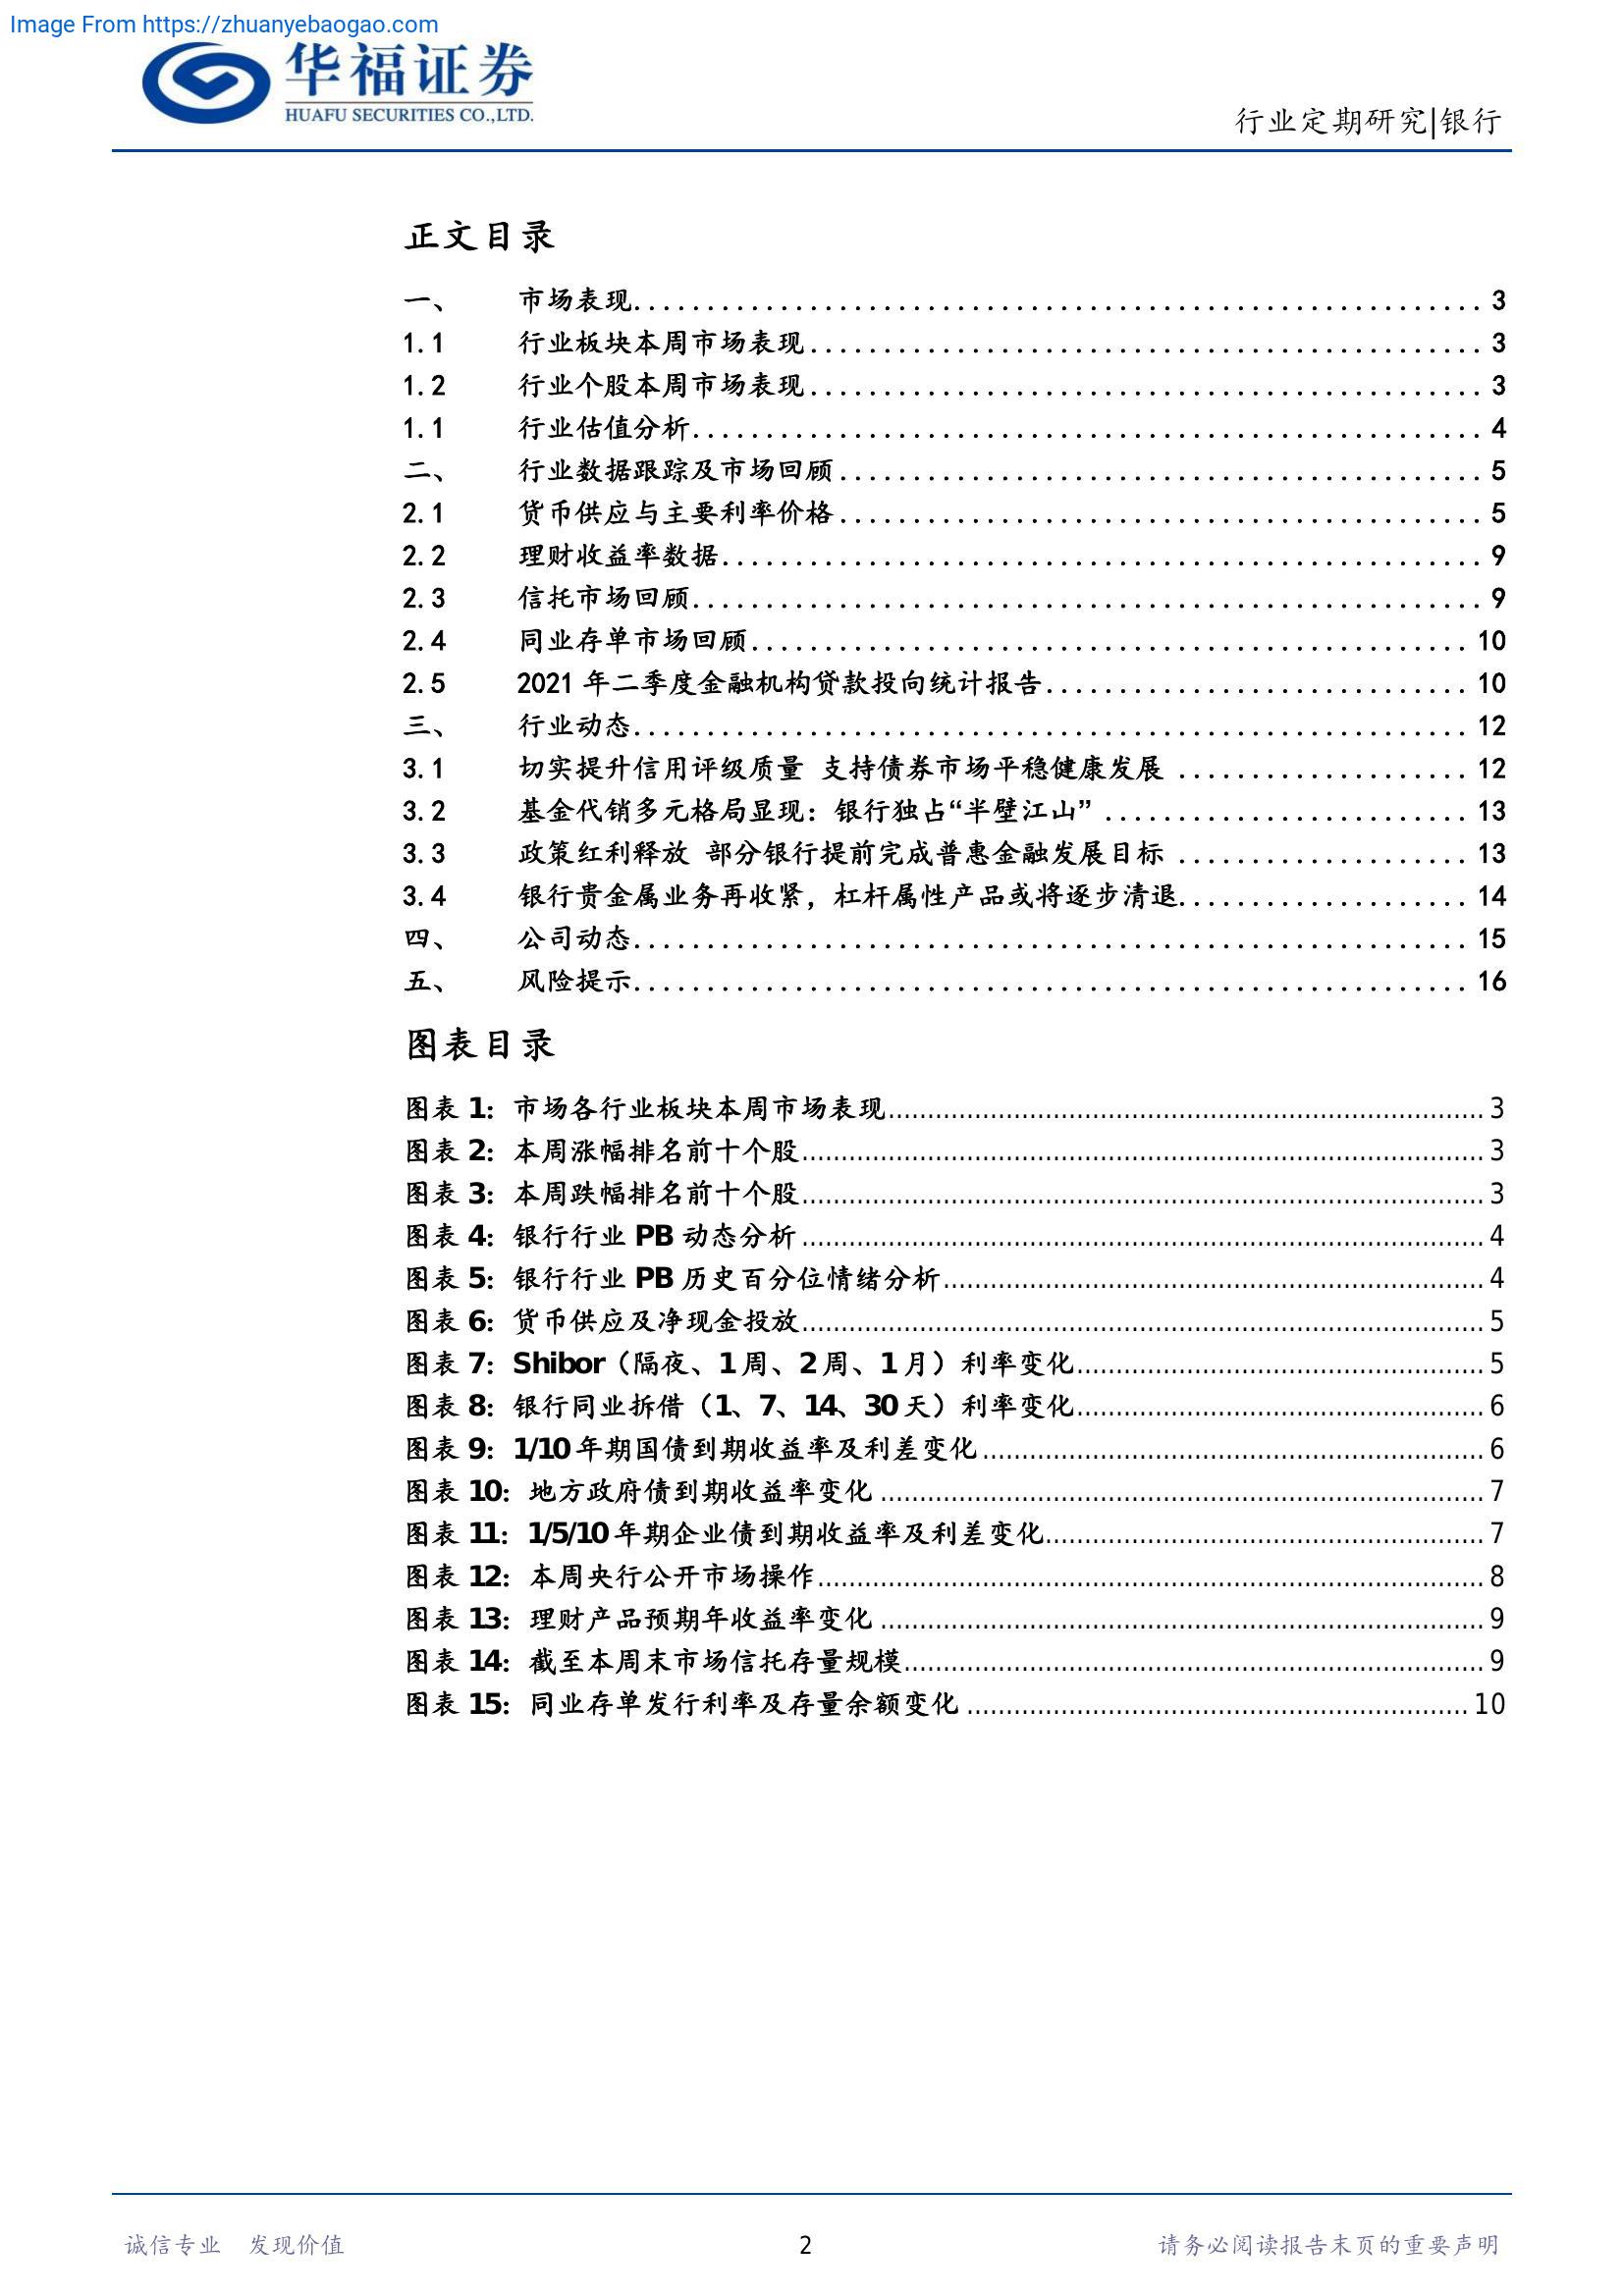 Image From https://zhuanyebaogao.com
华福证券
HUAFU SECURITIES CO.,LTD.
行业定期研究|银行
正文目录
一、 市场表现 3
1.1 行业板块本周市场表现 3
1.2 行业个股本周市场表现 3
1.1 行业估值分析 4
二、 行业数据跟踪及市场回顾 5
2.1 货币供应与主要利率价格 5
2.2 理财收益率数据 9
2.3 信托市场回顾 9
2.4 同业存单市场回顾 10
2.5 2021 年二季度金融机构贷款投向统计报告 10
三、 行业动态 12
3.1 切实提升信用评级质量 支持债券市场平稳健康发展 12
3.2 基金代销多元格局显现：银行独占“半壁江山” 13
3.3 政策红利释放 部分银行提前完成普惠金融发展目标 13
3.4 银行贵金属业务再收紧，杠杆属性产品或将逐步清退 14
四、 公司动态 15
五、 风险提示 16
图表目录
图表 1：市场各行业板块本周市场表现 3
图表 2：本周涨幅排名前十个股 3
图表 3：本周跌幅排名前十个股 3
图表 4：银行行业 PB 动态分析 4
图表 5：银行行业 PB 历史百分位情绪分析 4
图表 6：货币供应及净现金投放 5
图表 7：Shibor（隔夜、1 周、2 周、1 月）利率变化 5
图表 8：银行同业拆借（1、7、14、30 天）利率变化 6
图表 9：1/10 年期国债到期收益率及利差变化 6
图表 10：地方政府债到期收益率变化 7
图表 11：1/5/10 年期企业债到期收益率及利差变化 7
图表 12：本周央行公开市场操作 8
图表 13：理财产品预期年收益率变化 9
图表 14：截至本周末市场信托存量规模 9
图表 15：同业存单发行利率及存量余额变化 10
诚信专业 发现价值 2 请务必阅读报告末页的重要声明